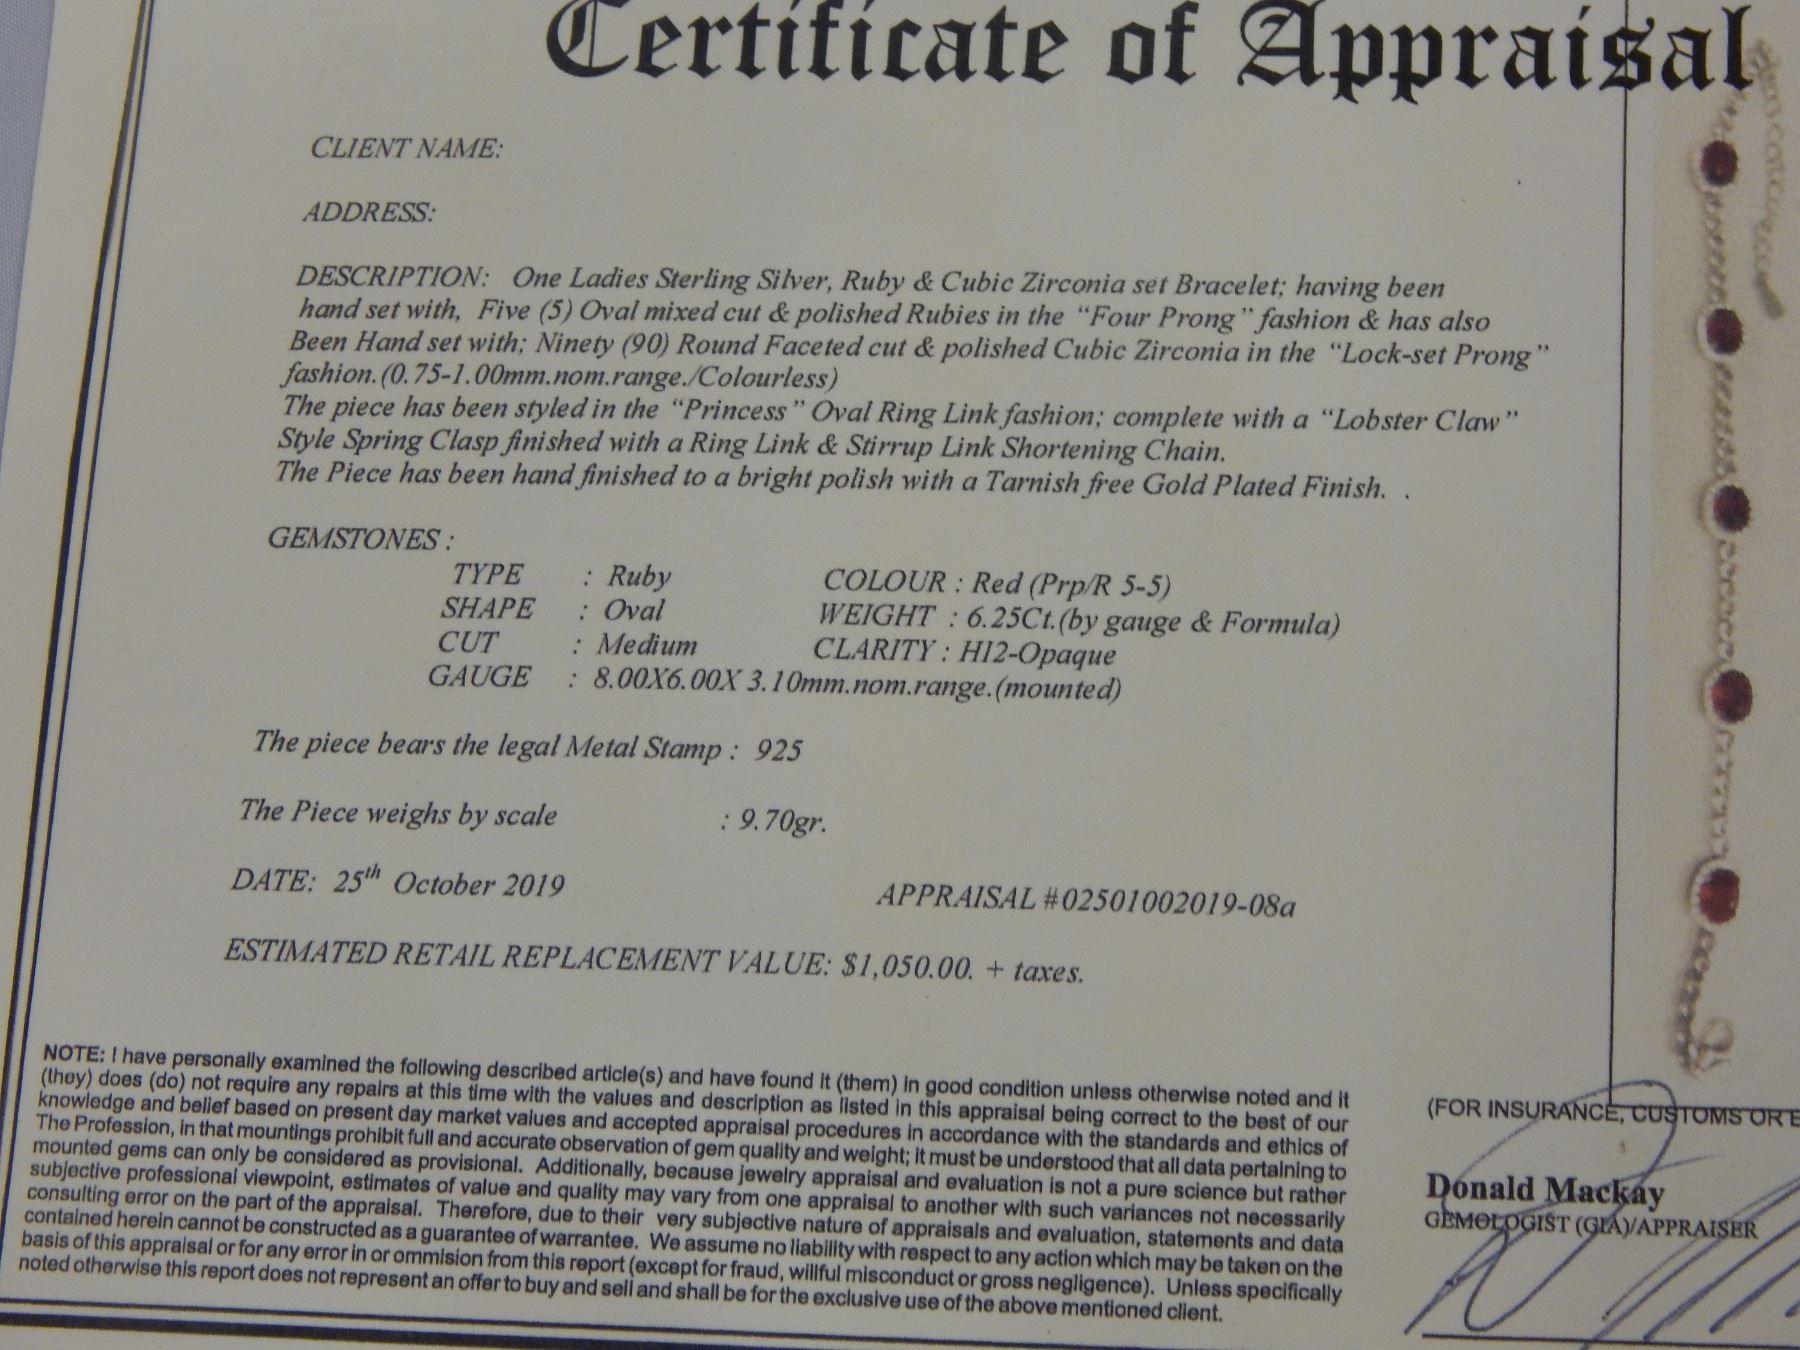 Certificate of Appraisal
CLIENT NAME:
ADDRESS:
DESCRIPTION: One Ladies Sterling Silver, Ruby & Cubic Zirconia set Bracelet; having been
hand set with, Five (5) Oval mixed cut & polished Rubies in the "Four Prong" fashion & has also
Been Hand set with; Ninety (90) Round Faceted cut & polished Cubic Zirconia in the "Lock-set Prong"
fashion.(0.75-1.00mm.nom.range./Colourless)
The piece has been styled in the "Princess" Oval Ring Link fashion; complete with a "Lobster Claw"
Style Spring Clasp finished with a Ring Link & Stirrup Link Shortening Chain.
The Piece has been hand finished to a bright polish with a Tarnish free Gold Plated Finish. .
GEMSTONES :
TYPE : Ruby COLOUR : Red (Prp/R 5-5)
SHAPE : Oval WEIGHT : 6.25Ct.(by gauge & Formula)
CUT : Medium CLARITY : HI2-Opaque
GAUGE : 8.00X6.00X 3.10mm.nom.range.(mounted)
The piece bears the legal Metal Stamp : 925
The Piece weighs by scale : 9.70gr.
DATE: 25th October 2019 APPRAISAL #02501002019-08a
ESTIMATED RETAIL REPLACEMENT VALUE: $1,050.00. + taxes.
NOTE: I have personally examined the following described article(s) and have found it (them) in good condition unless otherwise noted and it
(they) does (do) not require any repairs at this time with the values and description as listed in this appraisal being correct to the best of our
knowledge and belief based on present day market values and accepted appraisal procedures in accordance with the standards and ethics of
The Profession, in that mountings prohibit full and accurate observation of gem quality and weight; it must be understood that all data pertaining to
mounted gems can only be considered as provisional. Additionally, because jewelry appraisal and evaluation is not a pure science but rather
subjective professional viewpoint, estimates of value and quality may vary from one appraisal to another with such variances not necessarily
consulting error on the part of the appraisal. Therefore, due to their very subjective nature of appraisals and evaluation, statements and data
contained herein cannot be constructed as a guarantee of warrantee. We assume no liability with respect to any action which may be taken on the
basis of this appraisal or for any error in or ommision from this report (except for fraud, willful misconduct or gross negligence). Unless specifically
noted otherwise this report does not represent an offer to buy and sell and shall be for the exclusive use of the above mentioned client.
(FOR INSURANCE, CUSTOMS OR E
Donald Mackay
GEMOLOGIST (GIA)/APPRAISER